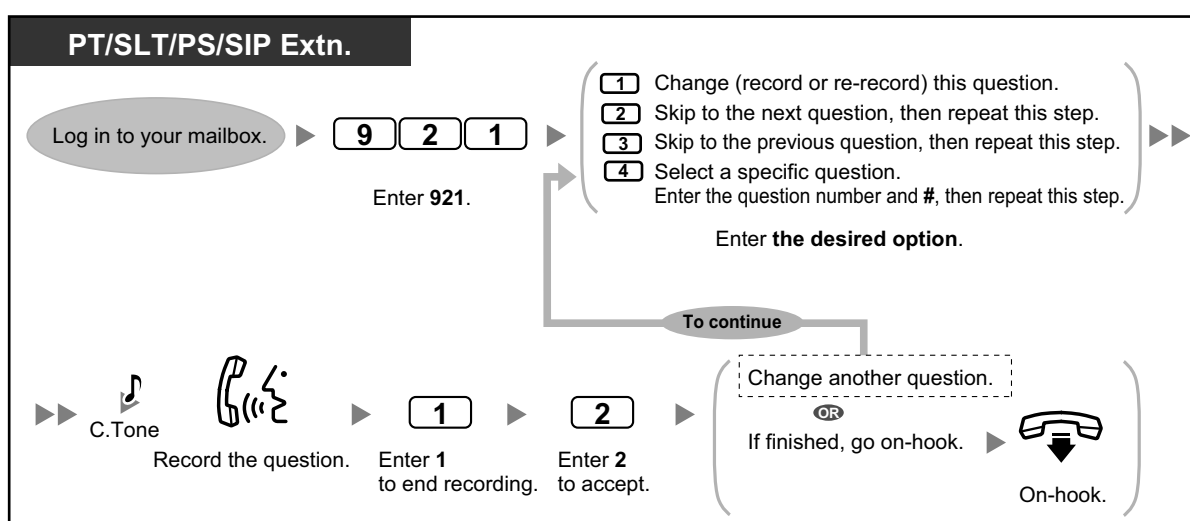 PT/SLT/PS/SIP Extn.
Log in to your mailbox.
9 2 1
Enter 921.
1 Change (record or re-record) this question.
2 Skip to the next question, then repeat this step.
3 Skip to the previous question, then repeat this step.
4 Select a specific question.
Enter the question number and #, then repeat this step.
Enter the desired option.
To continue
C.Tone
Record the question.
1
Enter 1
to end recording.
2
Enter 2
to accept.
Change another question.
OR
If finished, go on-hook.
On-hook.